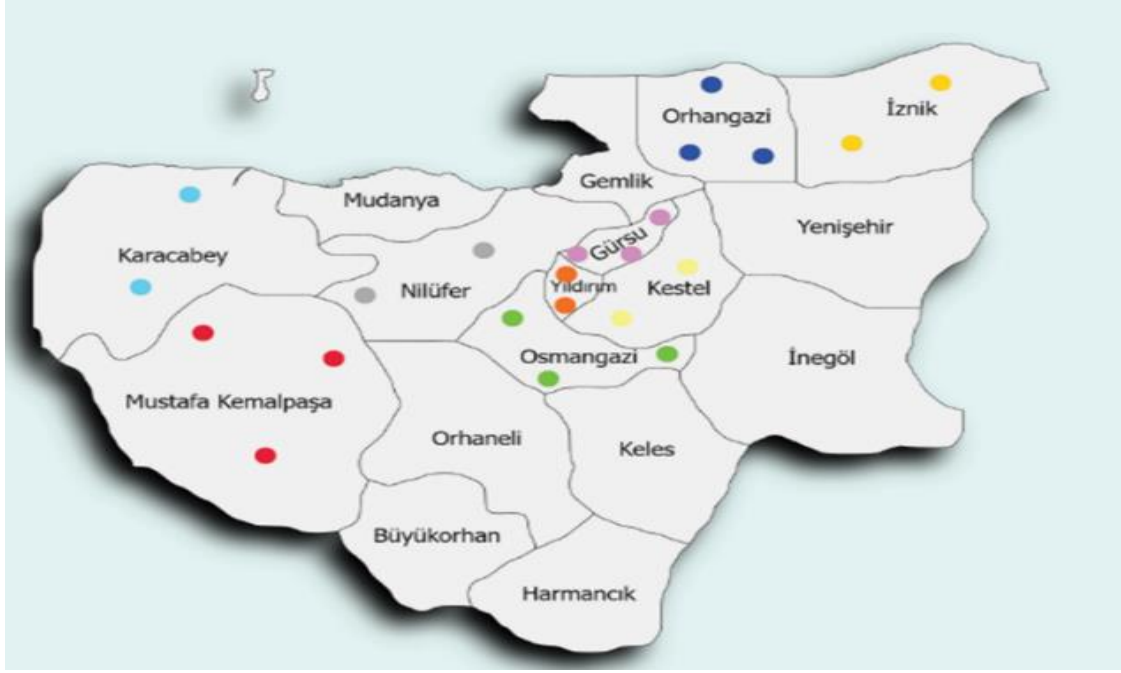 Orhangazi
İznik
Gemlik
Mudanya
Yenişehir
Gürsu
Karacabey
Nilüfer
Yıldırım
Kestel
Osmangazi
İnegöl
Mustafa Kemalpaşa
Orhaneli
Keles
Büyükorhan
Harmancık